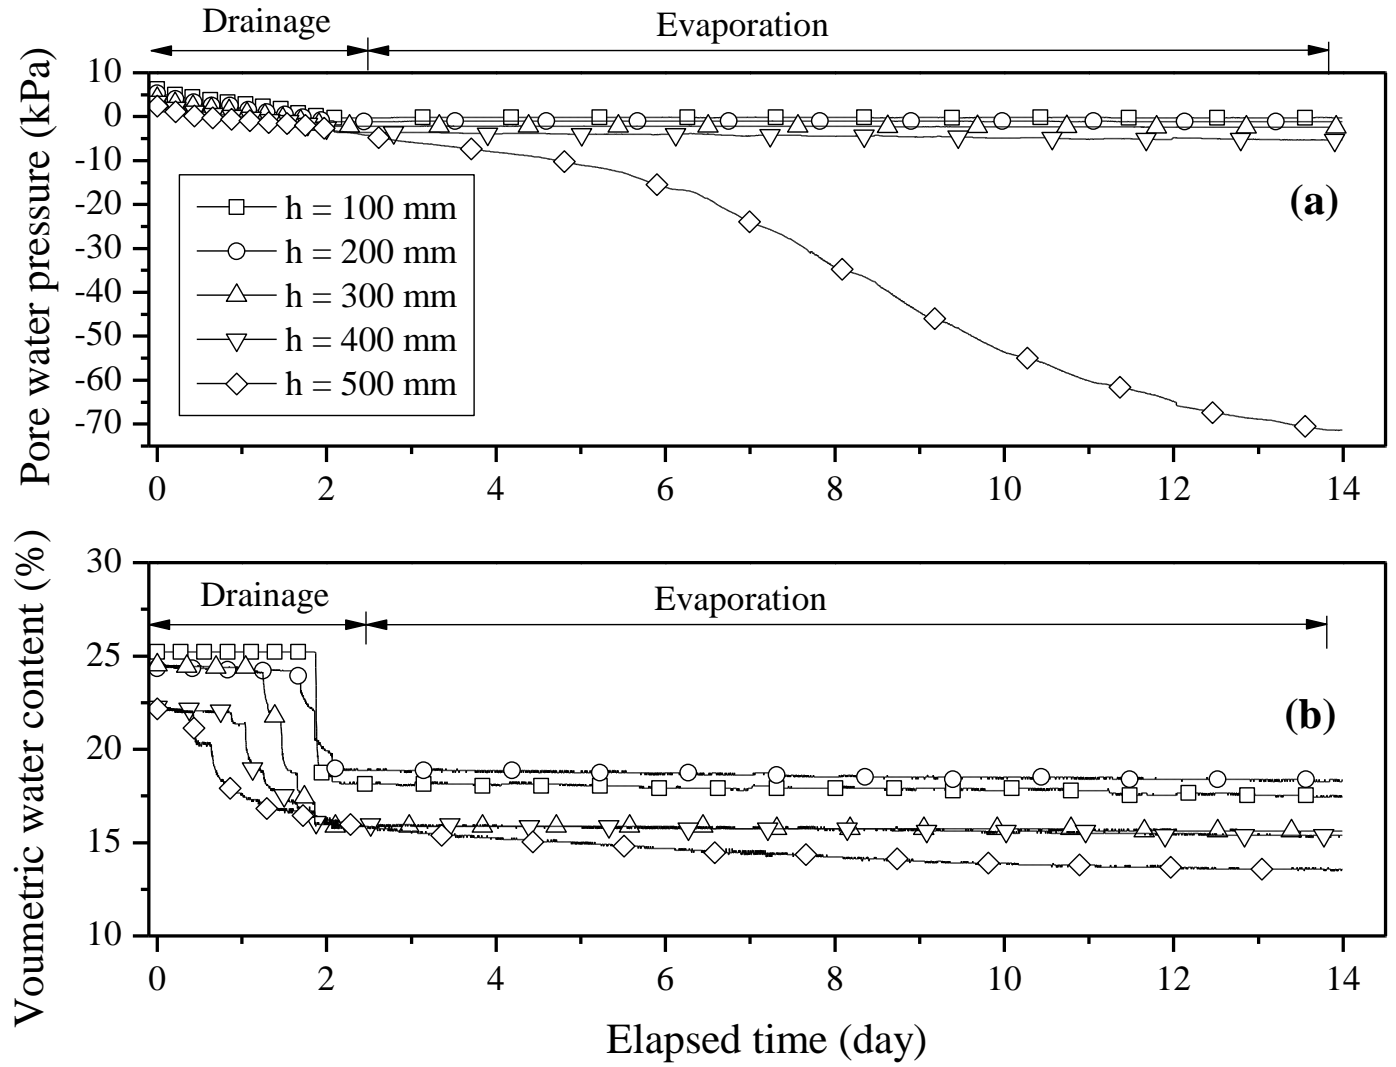 Drainage Evaporation
Pore water pressure (kPa)
10
0
-10
-20
-30
-40
-50
-60
-70
(a)
h = 100 mm
h = 200 mm
h = 300 mm
h = 400 mm
h = 500 mm
0 2 4 6 8 10 12 14
Voumetric water content (%)
30
25
20
15
10
Drainage Evaporation
(b)
0 2 4 6 8 10 12 14
Elapsed time (day)